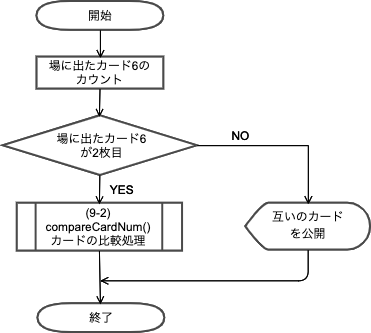 開始
場に出たカード6の
カウント
場に出たカード6
が2枚目
NO
YES
(9-2)
compareCardNum()
カードの比較処理
互いのカード
を公開
終了